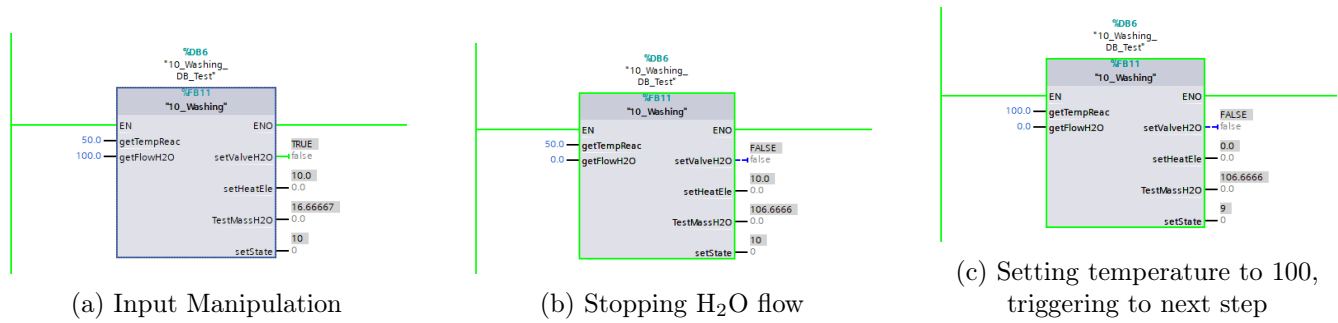 %DB6
"10_Washing_
DB_Test"
%FB11
"10_Washing"
EN ENO
50.0 getTempReac
TRUE
100.0 getFlowH2O setValveH2O false
10.0
setHeatEle 0.0
16.66667
TestMassH2O 0.0
10
setState 0
(a) Input Manipulation
%DB6
"10_Washing_
DB_Test"
%FB11
"10_Washing"
EN ENO
50.0 getTempReac
FALSE
0.0 getFlowH2O setValveH2O false
10.0
setHeatEle 0.0
106.6666
TestMassH2O 0.0
10
setState 0
(b) Stopping H₂O flow
%DB6
"10_Washing_
DB_Test"
%FB11
"10_Washing"
EN ENO
100.0 getTempReac
FALSE
0.0 getFlowH2O setValveH2O false
0.0
setHeatEle 0.0
106.6666
TestMassH2O 0.0
9
setState 0
(c) Setting temperature to 100,
triggering to next step